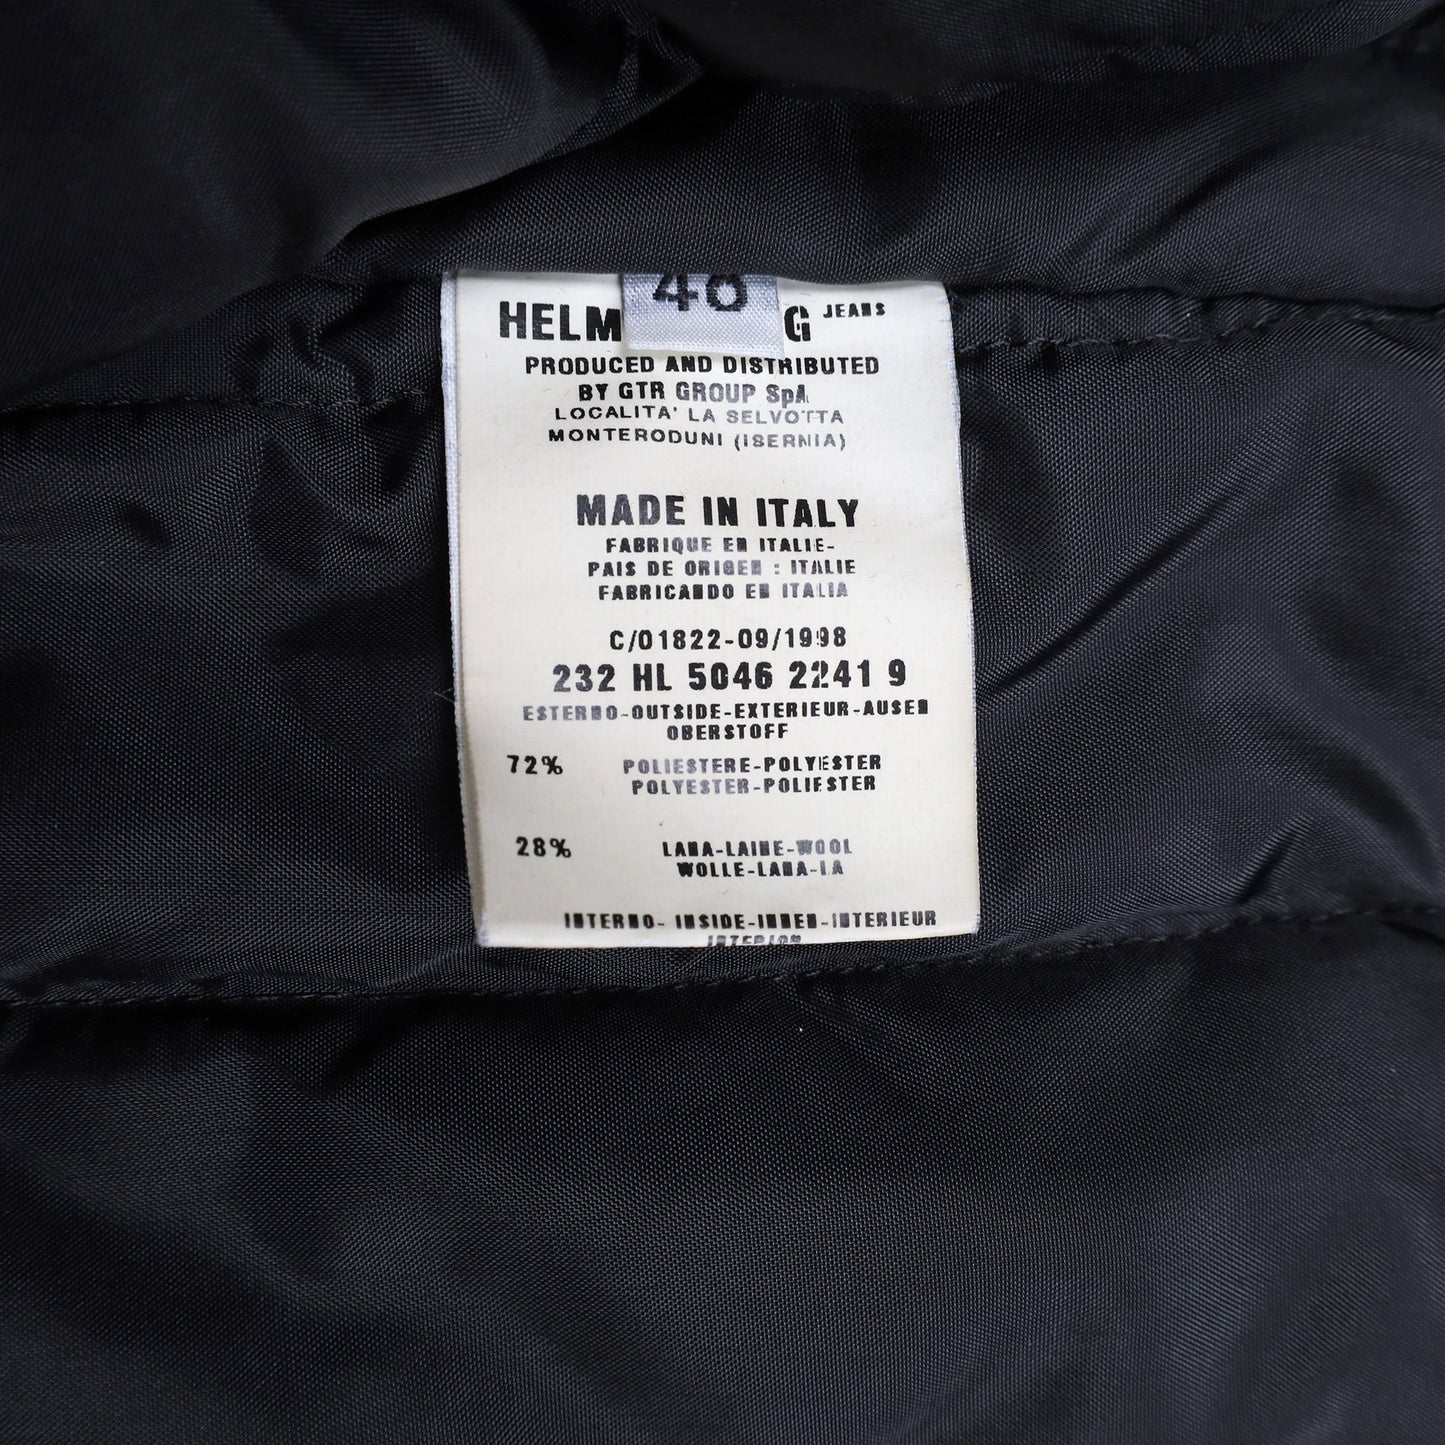 46
HELM G JEANS
PRODUCED AND DISTRIBUTED
BY GTR GROUP SpA
LOCALITA' LA SELVOTTA
MONTERODUNI (ISERNIA)
MADE IN ITALY
FABRIQUE EN ITALIE-
PAIS DE ORIGEN : ITALIE
FABRICANDO EN ITALIA
C/01822-09/1998
232 HL 5046 2241 9
ESTERNO-OUTSIDE-EXTERIEUR-AUSEN
OBERSTOFF
72% POLIESTERE-POLYESTER
POLYESTER-POLIESTER
28% LANA-LAINE-WOOL
WOLLE-LANA-LA
INTERNO- INSIDE-INNEN-INTERIEUR
INTERIOR